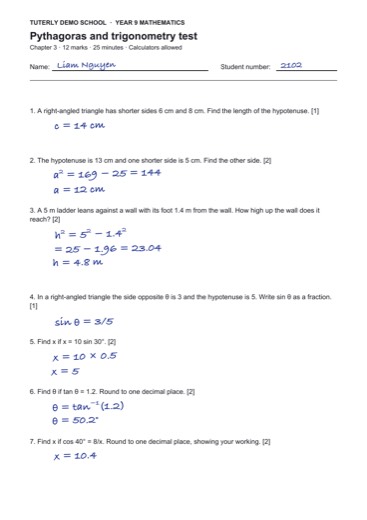 TUTERLY DEMO SCHOOL · YEAR 9 MATHEMATICS
Pythagoras and trigonometry test
Chapter 3 · 12 marks · 25 minutes · Calculators allowed
Name: Liam Nguyen Student number: 2102
1. A right-angled triangle has shorter sides 6 cm and 8 cm. Find the length of the hypotenuse. [1]
c = 14 cm
2. The hypotenuse is 13 cm and one shorter side is 5 cm. Find the other side. [2]
a² = 169 − 25 = 144
a = 12 cm
3. A 5 m ladder leans against a wall with its foot 1.4 m from the wall. How high up the wall does it
reach? [2]
h² = 5² − 1.4²
= 25 − 1.96 = 23.04
h = 4.8 m
4. In a right-angled triangle the side opposite θ is 3 and the hypotenuse is 5. Write sin θ as a fraction.
[1]
sin θ = 3/5
5. Find x if x = 10 sin 30°. [2]
x = 10 × 0.5
x = 5
6. Find θ if tan θ = 1.2. Round to one decimal place. [2]
θ = tan⁻¹(1.2)
θ = 50.2°
7. Find x if cos 40° = 8/x. Round to one decimal place, showing your working. [2]
x = 10.4